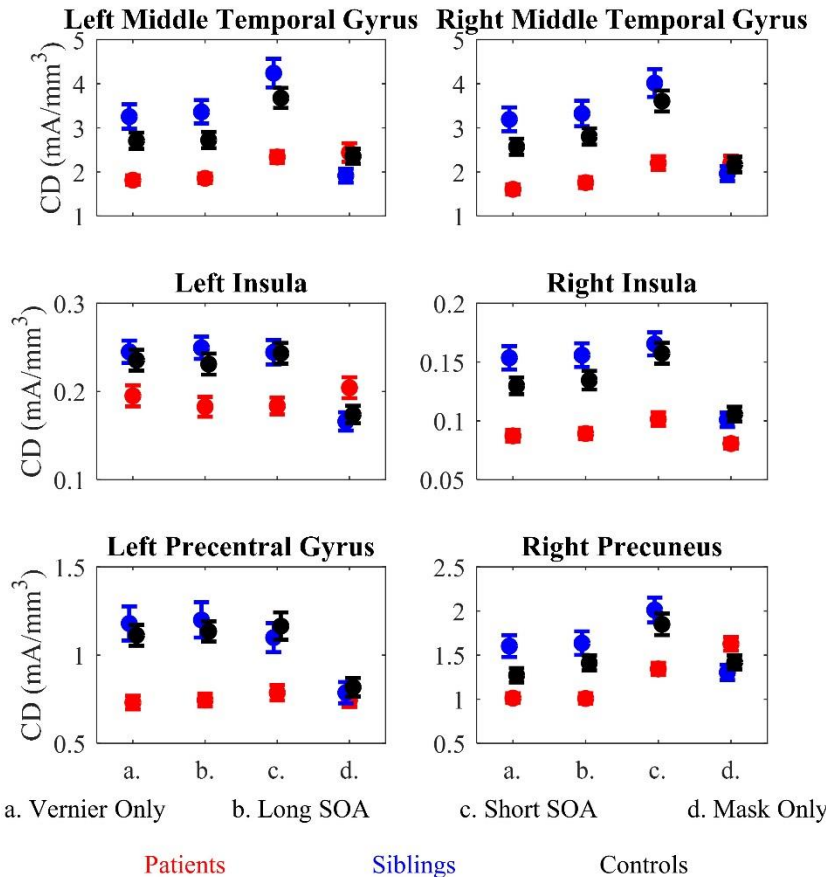 Left Middle Temporal Gyrus Right Middle Temporal Gyrus
CD (mA/mm³)
5
4
3
2
1
5
4
3
2
1
Left Insula Right Insula
CD (mA/mm³)
0.3
0.2
0.1
0.2
0.15
0.1
0.05
Left Precentral Gyrus Right Precuneus
CD (mA/mm³)
1.5
1
0.5
2.5
2
1.5
1
0.5
a. b. c. d. a. b. c. d.
a. Vernier Only b. Long SOA c. Short SOA d. Mask Only
Patients Siblings Controls